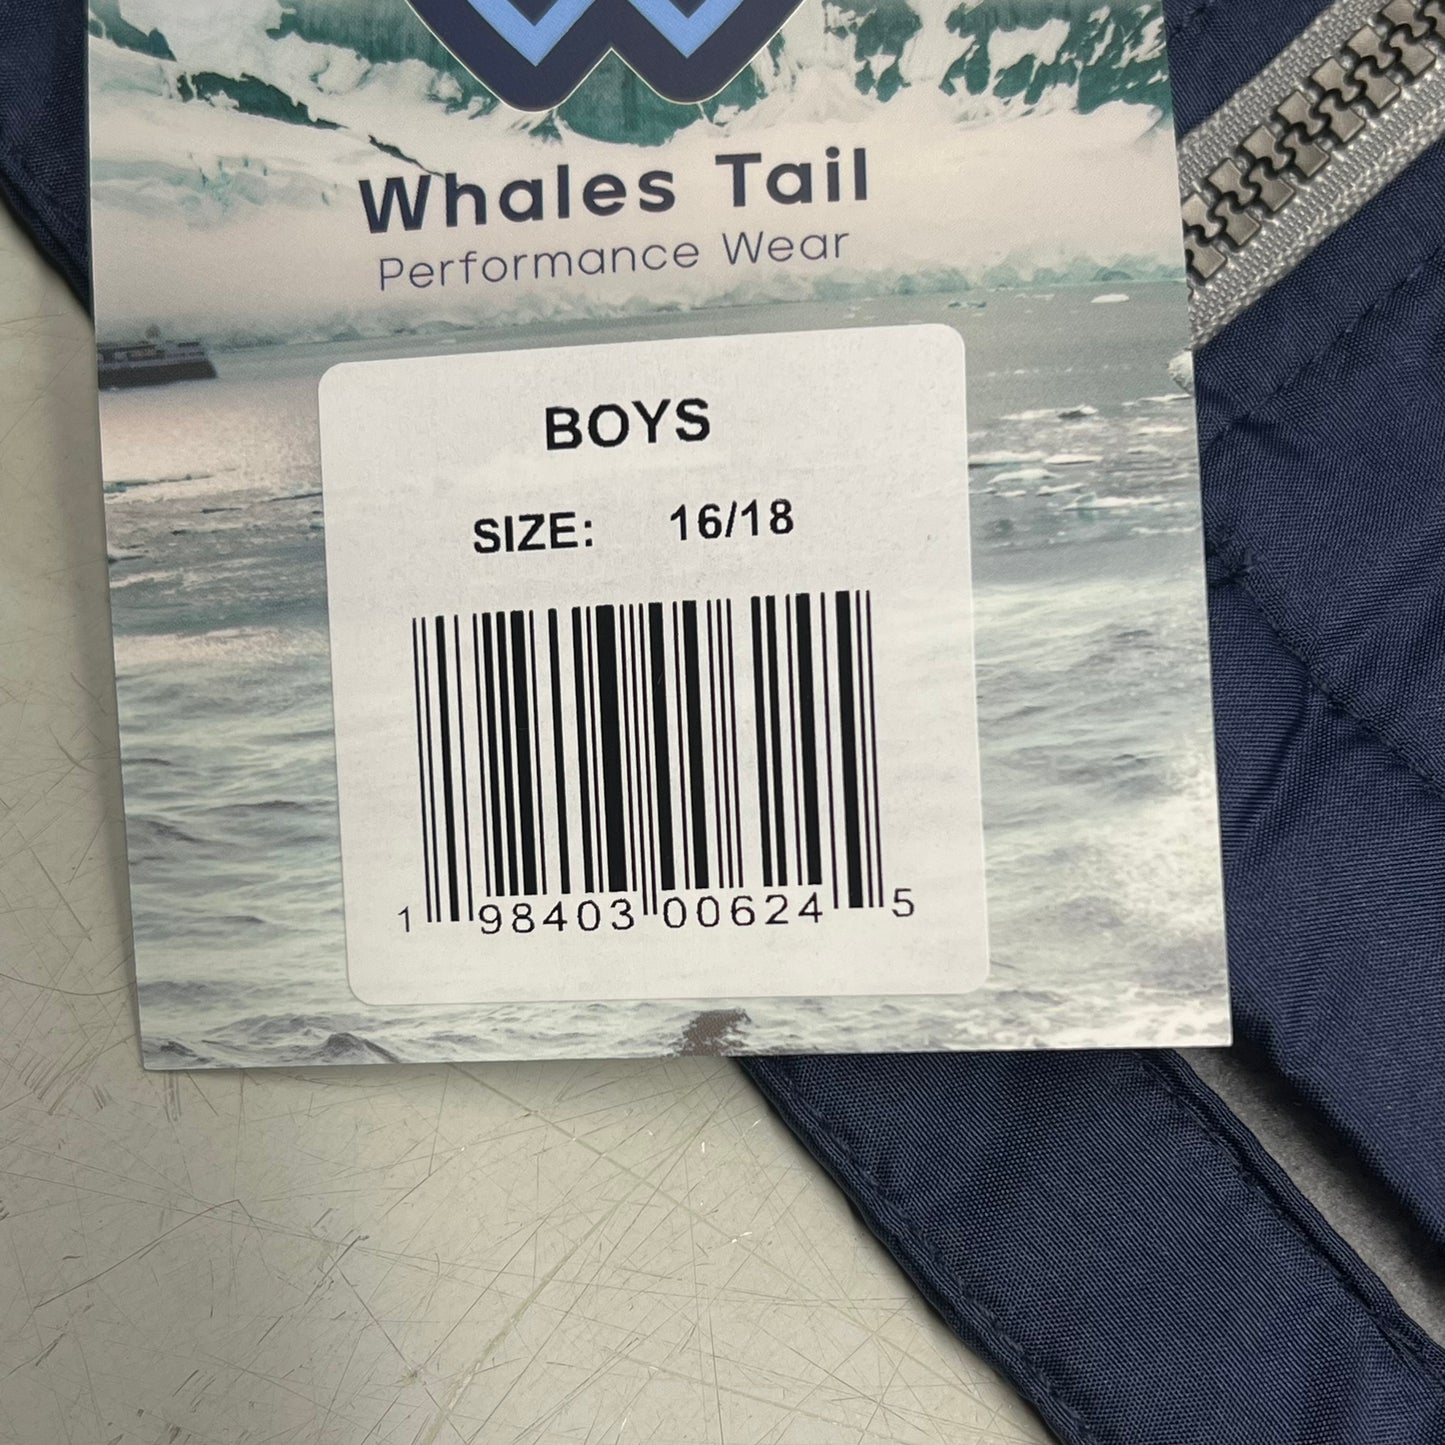 Whales Tail
Performance Wear
BOYS
SIZE: 16/18
1 98403 00624 5